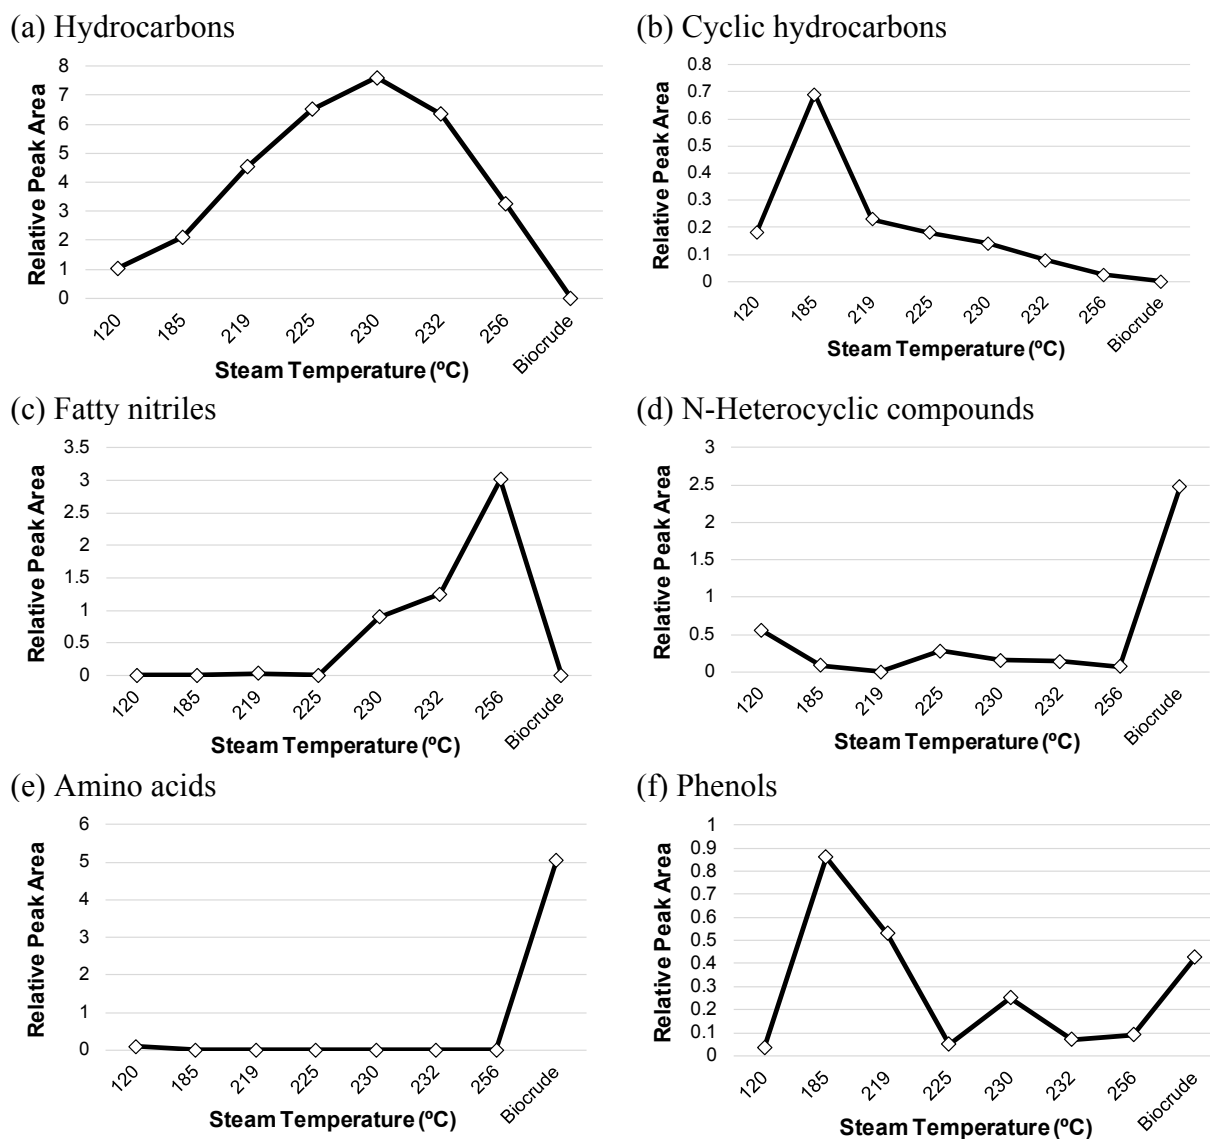 (a) Hydrocarbons
Relative Peak Area
8
7
6
5
4
3
2
1
0
120 185 219 225 230 232 256 Biocrude
Steam Temperature (ºC)
(b) Cyclic hydrocarbons
Relative Peak Area
0.8
0.7
0.6
0.5
0.4
0.3
0.2
0.1
0
120 185 219 225 230 232 256 Biocrude
Steam Temperature (ºC)
(c) Fatty nitriles
Relative Peak Area
3.5
3
2.5
2
1.5
1
0.5
0
120 185 219 225 230 232 256 Biocrude
Steam Temperature (ºC)
(d) N-Heterocyclic compounds
Relative Peak Area
3
2.5
2
1.5
1
0.5
0
120 185 219 225 230 232 256 Biocrude
Steam Temperature (ºC)
(e) Amino acids
Relative Peak Area
6
5
4
3
2
1
0
120 185 219 225 230 232 256 Biocrude
Steam Temperature (ºC)
(f) Phenols
Relative Peak Area
1
0.9
0.8
0.7
0.6
0.5
0.4
0.3
0.2
0.1
0
120 185 219 225 230 232 256 Biocrude
Steam Temperature (ºC)